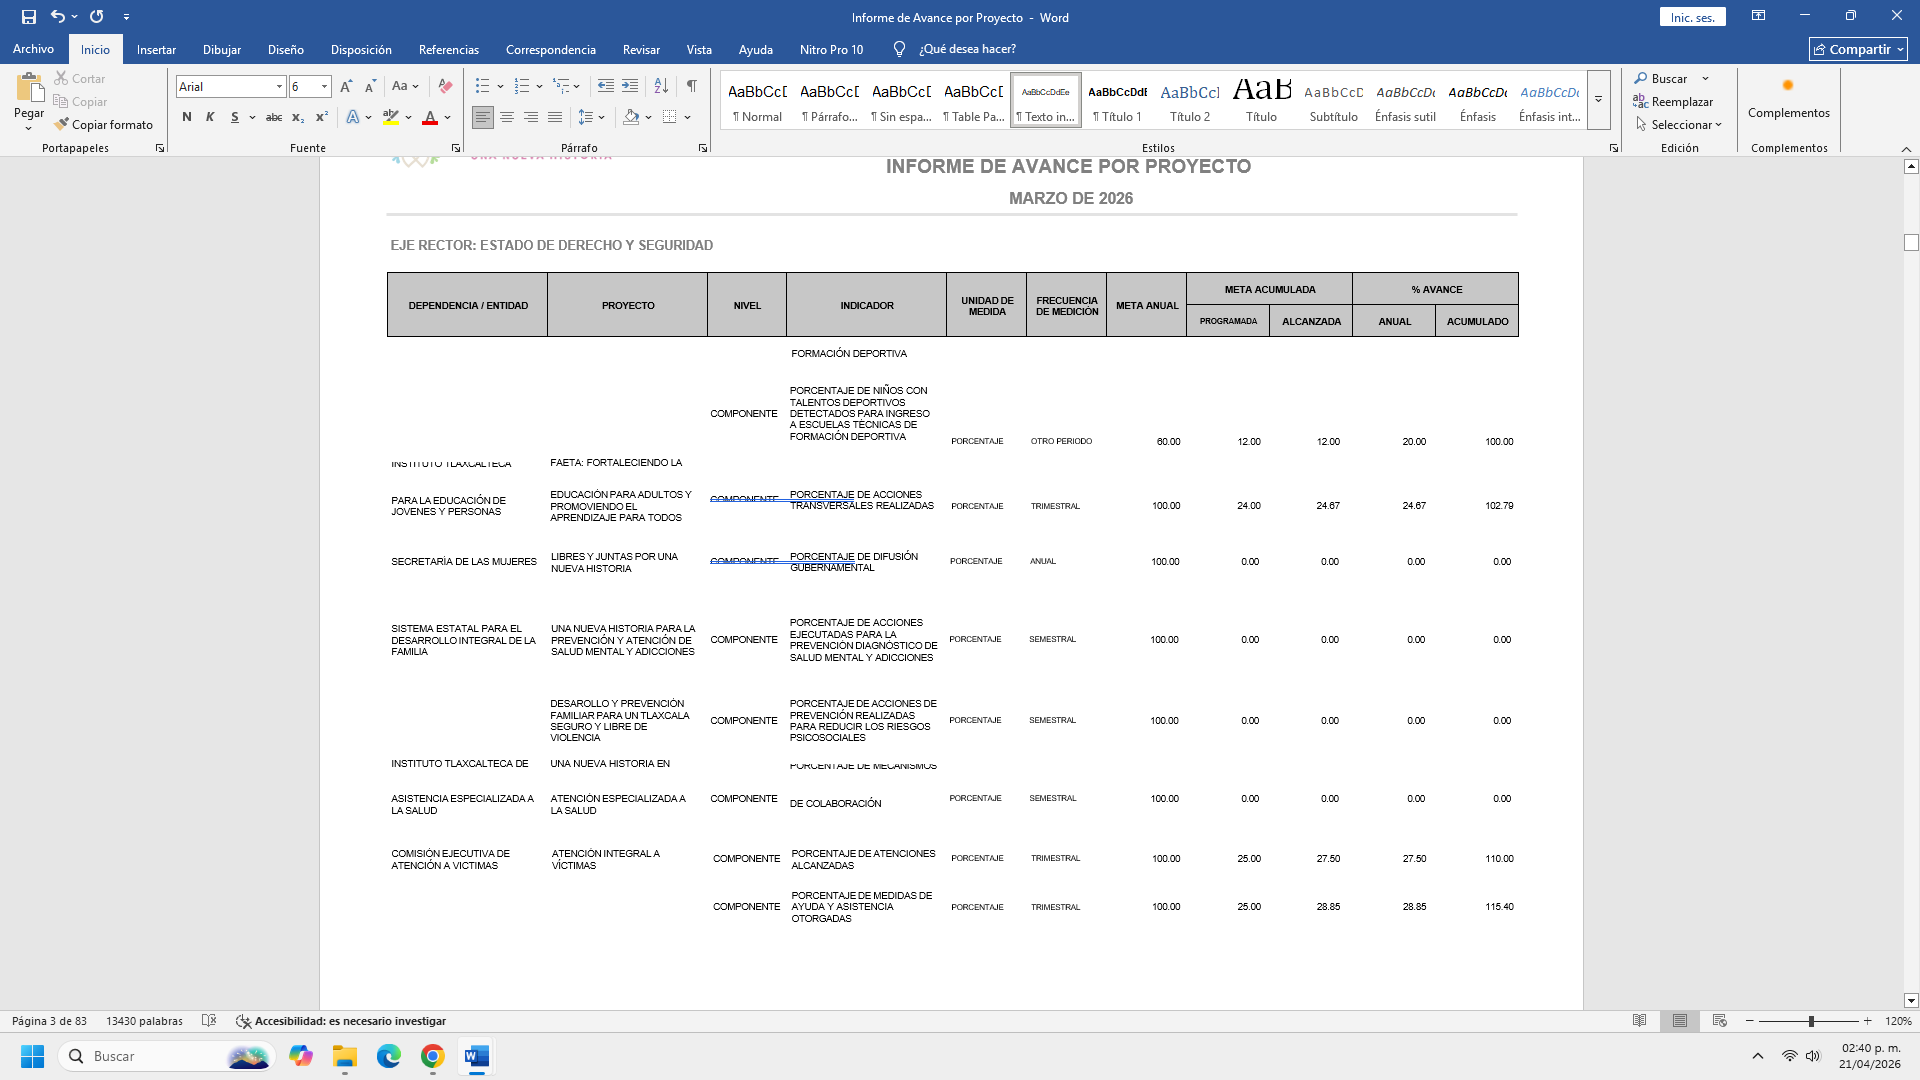 Informe de Avance por Proyecto - Word
Inic. ses.
Archivo Inicio Insertar Dibujar Diseño Disposición Referencias Correspondencia Revisar Vista Ayuda Nitro Pro 10 ¿Qué desea hacer? Compartir
Pegar
Cortar
Copiar
Copiar formato
Portapapeles
Arial 6
Aa
N K S abc x₂ x²
A A
Fuente
Párrafo
AaBbCcDdEe
¶ Normal ¶ Párrafo... ¶ Sin espa... ¶ Table Pa... ¶ Texto in... ¶ Título 1 Título 2 Título Subtítulo Énfasis sutil Énfasis Énfasis int...
Estilos
Buscar
Reemplazar
Seleccionar
Edición
Complementos
Complementos
UNA NUEVA HISTORIA
INFORME DE AVANCE POR PROYECTO
MARZO DE 2026
EJE RECTOR: ESTADO DE DERECHO Y SEGURIDAD
DEPENDENCIA / ENTIDAD PROYECTO NIVEL INDICADOR UNIDAD DE MEDIDA FRECUENCIA DE MEDICIÓN META ANUAL META ACUMULADA % AVANCE
PROGRAMADA ALCANZADA ANUAL ACUMULADO
FORMACIÓN DEPORTIVA
COMPONENTE
PORCENTAJE DE NIÑOS CON
TALENTOS DEPORTIVOS
DETECTADOS PARA INGRESO
A ESCUELAS TÉCNICAS DE
FORMACIÓN DEPORTIVA
PORCENTAJE OTRO PERIODO 60.00 12.00 12.00 20.00 100.00
INSTITUTO TLAXCALTECA
PARA LA EDUCACIÓN DE
JOVENES Y PERSONAS
FAETA: FORTALECIENDO LA
EDUCACIÓN PARA ADULTOS Y
PROMOVIENDO EL
APRENDIZAJE PARA TODOS
COMPONENTE
PORCENTAJE DE ACCIONES
TRANSVERSALES REALIZADAS
PORCENTAJE TRIMESTRAL 100.00 24.00 24.67 24.67 102.79
SECRETARÍA DE LAS MUJERES
LIBRES Y JUNTAS POR UNA
NUEVA HISTORIA
COMPONENTE
PORCENTAJE DE DIFUSIÓN
GUBERNAMENTAL
PORCENTAJE ANUAL 100.00 0.00 0.00 0.00 0.00
SISTEMA ESTATAL PARA EL
DESARROLLO INTEGRAL DE LA
FAMILIA
UNA NUEVA HISTORIA PARA LA
PREVENCIÓN Y ATENCIÓN DE
SALUD MENTAL Y ADICCIONES
COMPONENTE
PORCENTAJE DE ACCIONES
EJECUTADAS PARA LA
PREVENCIÓN DIAGNÓSTICO DE
SALUD MENTAL Y ADICCIONES
PORCENTAJE SEMESTRAL 100.00 0.00 0.00 0.00 0.00
DESAROLLO Y PREVENCIÓN
FAMILIAR PARA UN TLAXCALA
SEGURO Y LIBRE DE
VIOLENCIA
COMPONENTE
PORCENTAJE DE ACCIONES DE
PREVENCIÓN REALIZADAS
PARA REDUCIR LOS RIESGOS
PSICOSOCIALES
PORCENTAJE SEMESTRAL 100.00 0.00 0.00 0.00 0.00
INSTITUTO TLAXCALTECA DE
ASISTENCIA ESPECIALIZADA A
LA SALUD
UNA NUEVA HISTORIA EN
ATENCIÓN ESPECIALIZADA A
LA SALUD
COMPONENTE
PORCENTAJE DE MECANISMOS
DE COLABORACIÓN
PORCENTAJE SEMESTRAL 100.00 0.00 0.00 0.00 0.00
COMISIÓN EJECUTIVA DE
ATENCIÓN A VICTIMAS
ATENCIÓN INTEGRAL A
VÍCTIMAS
COMPONENTE
PORCENTAJE DE ATENCIONES
ALCANZADAS
PORCENTAJE TRIMESTRAL 100.00 25.00 27.50 27.50 110.00
COMPONENTE
PORCENTAJE DE MEDIDAS DE
AYUDA Y ASISTENCIA
OTORGADAS
PORCENTAJE TRIMESTRAL 100.00 25.00 28.85 28.85 115.40
Página 3 de 83 13430 palabras Accesibilidad: es necesario investigar 120%
Buscar
02:40 p. m.
21/04/2026